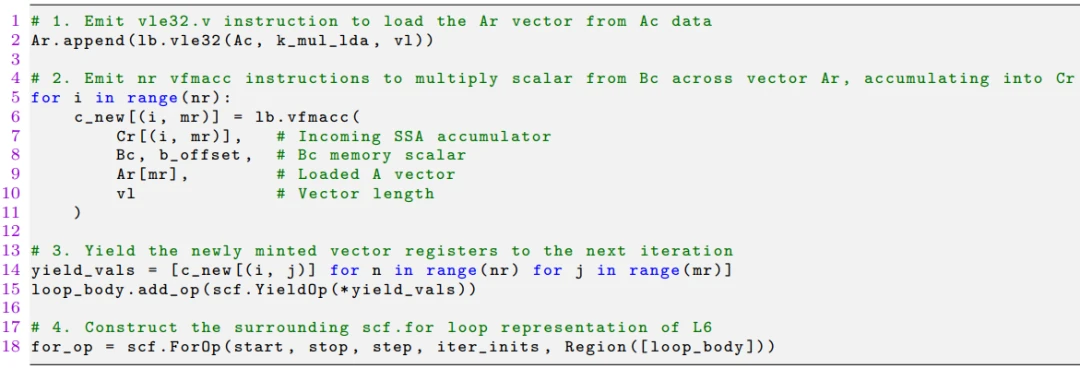 1 # 1. Emit vle32.v instruction to load the Ar vector from Ac data
2 Ar.append(lb.vle32(Ac, k_mul_lda, vl))
3
4 # 2. Emit nr vfmacc instructions to multiply scalar from Bc across vector Ar, accumulating into Cr
5 for i in range(nr):
6     c_new[(i, mr)] = lb.vfmacc(
7         Cr[(i, mr)],   # Incoming SSA accumulator
8         Bc, b_offset,  # Bc memory scalar
9         Ar[mr],        # Loaded A vector
10         vl             # Vector length
11     )
12
13 # 3. Yield the newly minted vector registers to the next iteration
14 yield_vals = [c_new[(i, j)] for n in range(nr) for j in range(mr)]
15 loop_body.add_op(scf.YieldOp(*yield_vals))
16
17 # 4. Construct the surrounding scf.for loop representation of L6
18 for_op = scf.ForOp(start, stop, step, iter_inits, Region([loop_body]))